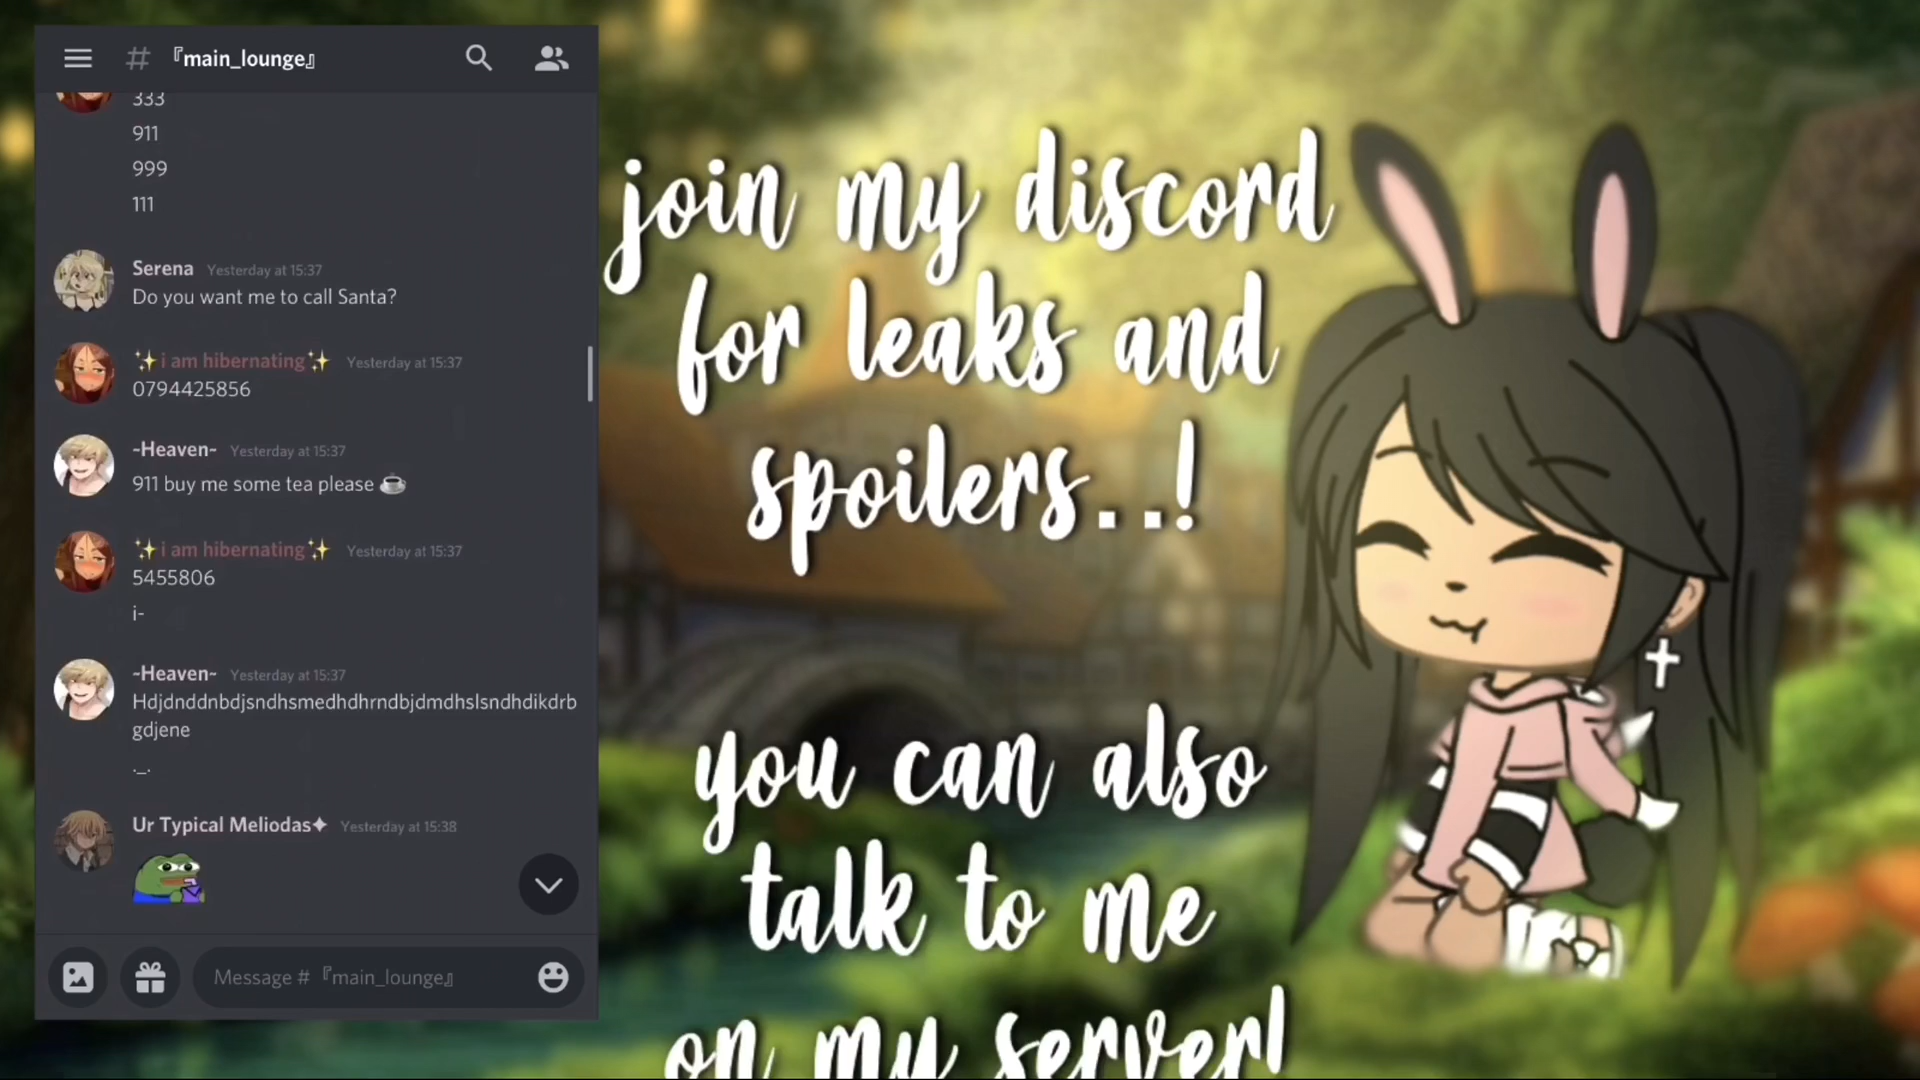 # 『main_lounge』
333
911
999
111
Serena Yesterday at 15:37
Do you want me to call Santa?
✨i am hibernating✨ Yesterday at 15:37
0794425856
~Heaven~ Yesterday at 15:37
911 buy me some tea please ☕
✨i am hibernating✨ Yesterday at 15:37
5455806
i-
~Heaven~ Yesterday at 15:37
Hdjdnddnbdjsndhsmedhdhrndbjdmdhslsndhdikdrb
gdjene
._.
Ur Typical Meliodas✦ Yesterday at 15:38
Message # 『main_lounge』
join my discord
for leaks and
spoilers..!
you can also
talk to me
on my server!